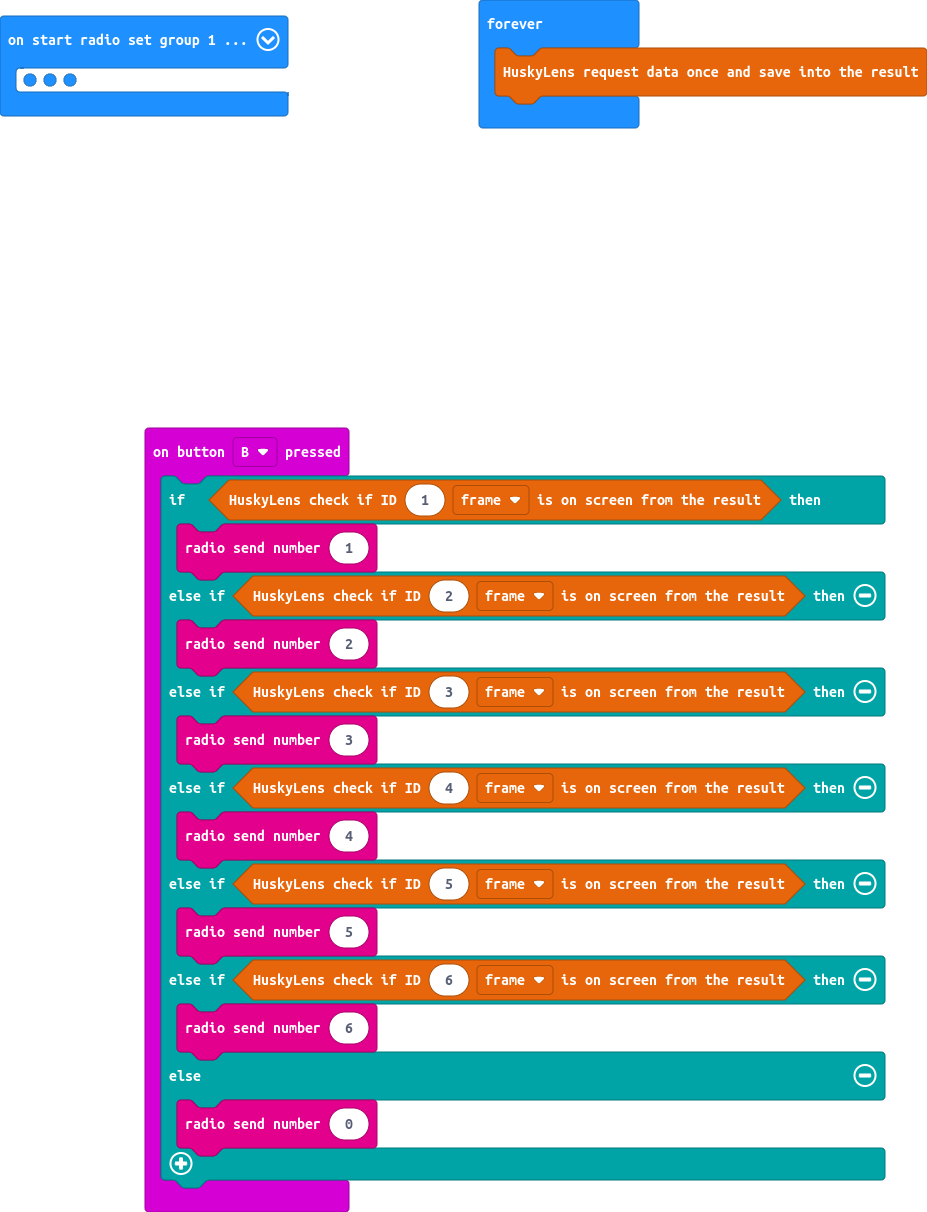 on start radio set group 1 ...
forever
HuskyLens request data once and save into the result
on button B pressed
if HuskyLens check if ID 1 frame is on screen from the result then
radio send number 1
else if HuskyLens check if ID 2 frame is on screen from the result then
radio send number 2
else if HuskyLens check if ID 3 frame is on screen from the result then
radio send number 3
else if HuskyLens check if ID 4 frame is on screen from the result then
radio send number 4
else if HuskyLens check if ID 5 frame is on screen from the result then
radio send number 5
else if HuskyLens check if ID 6 frame is on screen from the result then
radio send number 6
else
radio send number 0